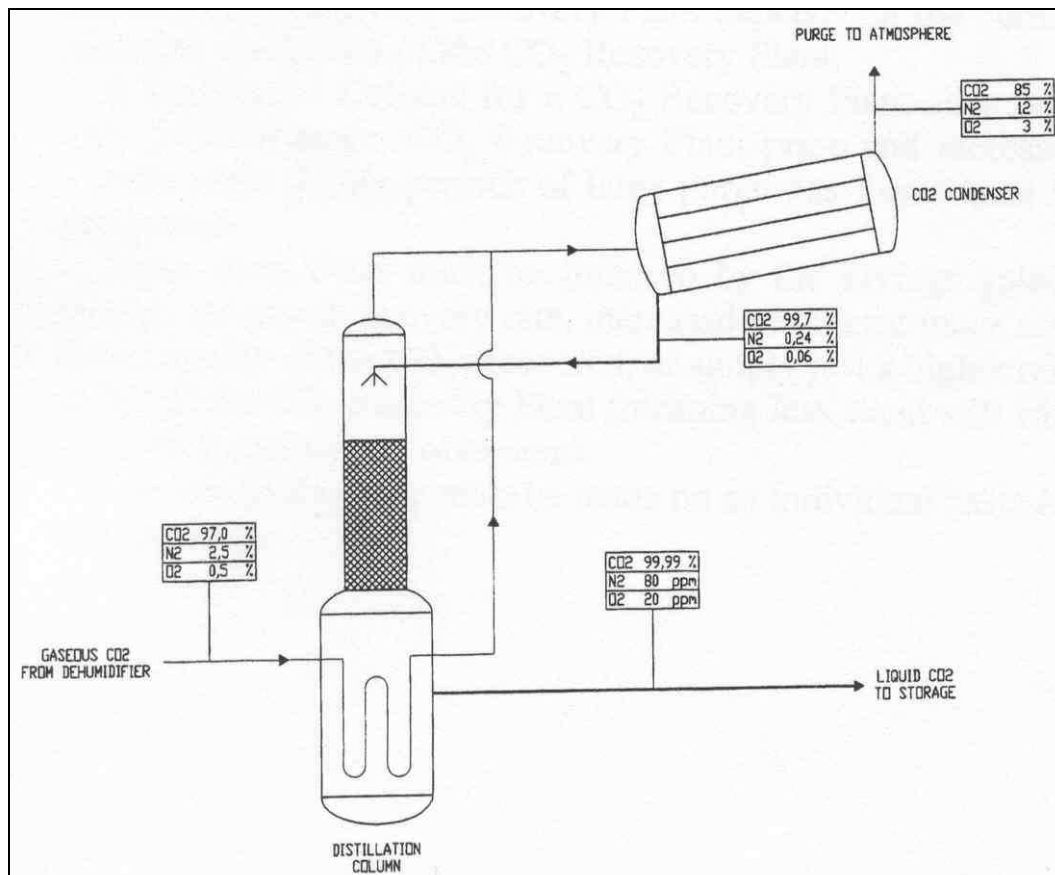 PURGE TO ATMOSPHERE
CO2 85 %
N2 12 %
O2 3 %
CO2 CONDENSER
CO2 99,7 %
N2 0,24 %
O2 0,06 %
CO2 97,0 %
N2 2,5 %
O2 0,5 %
CO2 99,99 %
N2 80 ppm
O2 20 ppm
GASEOUS CO2
FROM DEHUMIDIFIER
LIQUID CO2
TO STORAGE
DISTILLATION
COLUMN